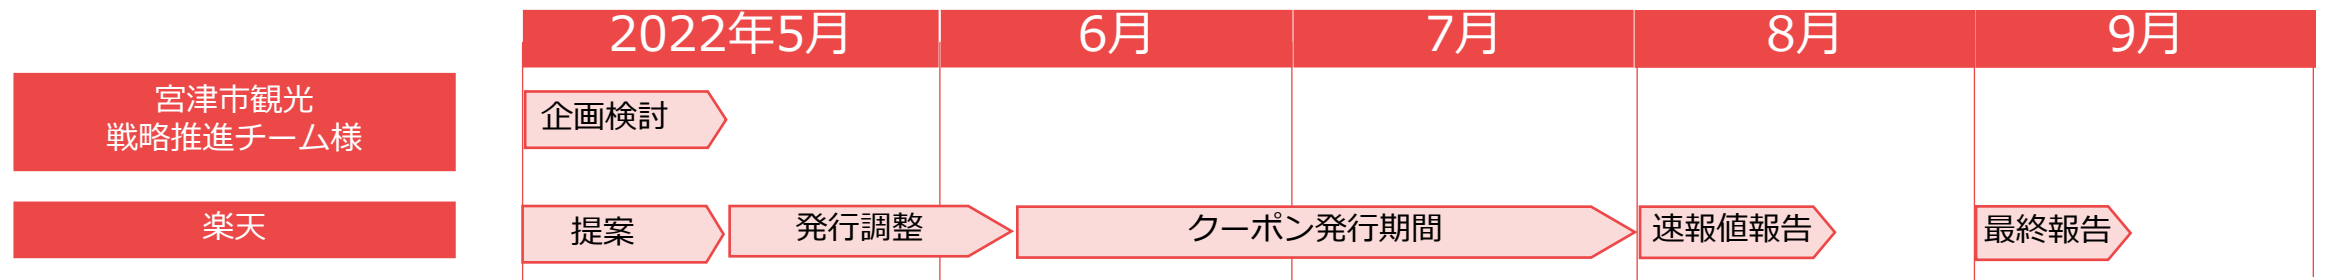 2022年5月
6月
7月
8月
9月
宮津市観光
戦略推進チーム様
企画検討
楽天
提案
発行調整
クーポン発行期間
速報値報告
最終報告